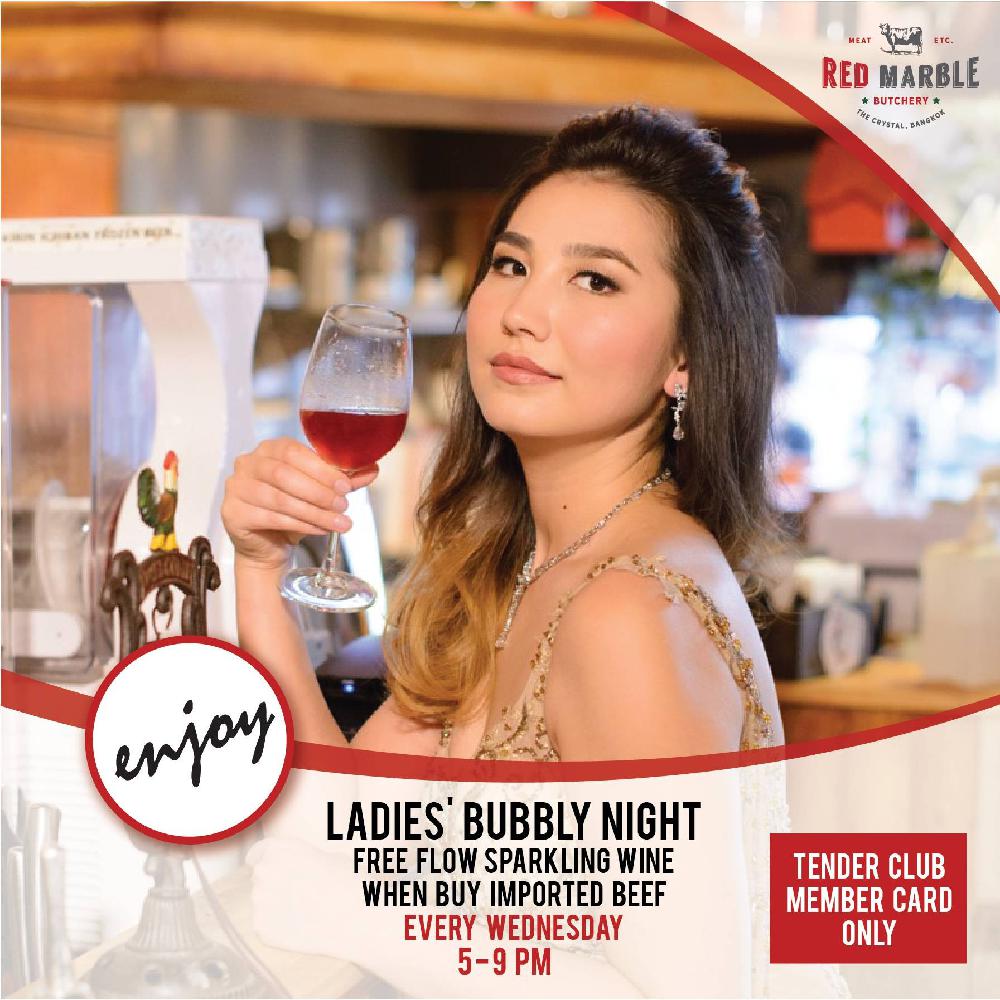 MEAT ETC.
RED MARBLE
★ BUTCHERY ★
THE CRYSTAL, BANGKOK
enjoy
LADIES' BUBBLY NIGHT
FREE FLOW SPARKLING WINE
WHEN BUY IMPORTED BEEF
EVERY WEDNESDAY
5-9 PM
TENDER CLUB
MEMBER CARD
ONLY